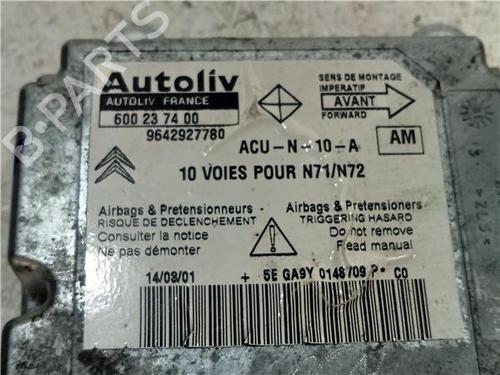 B-PARTS
Autoliv
AUTOLIV FRANCE
600 23 74 00
9642927780
SENS DE MONTAGE
IMPERATIF
AVANT
FORWARD
ACU-N-10-A
AM
10 VOIES POUR N71/N72
Airbags & Pretensionneurs
RISQUE DE DECLENCHEMENT
Consulter la notice
Ne pas démonter
Airbags & Pretensioners
TRIGGERING HASARD
Do not remove
Read manual
14/08/01 + 5E GA9Y 0148/09 P* CO